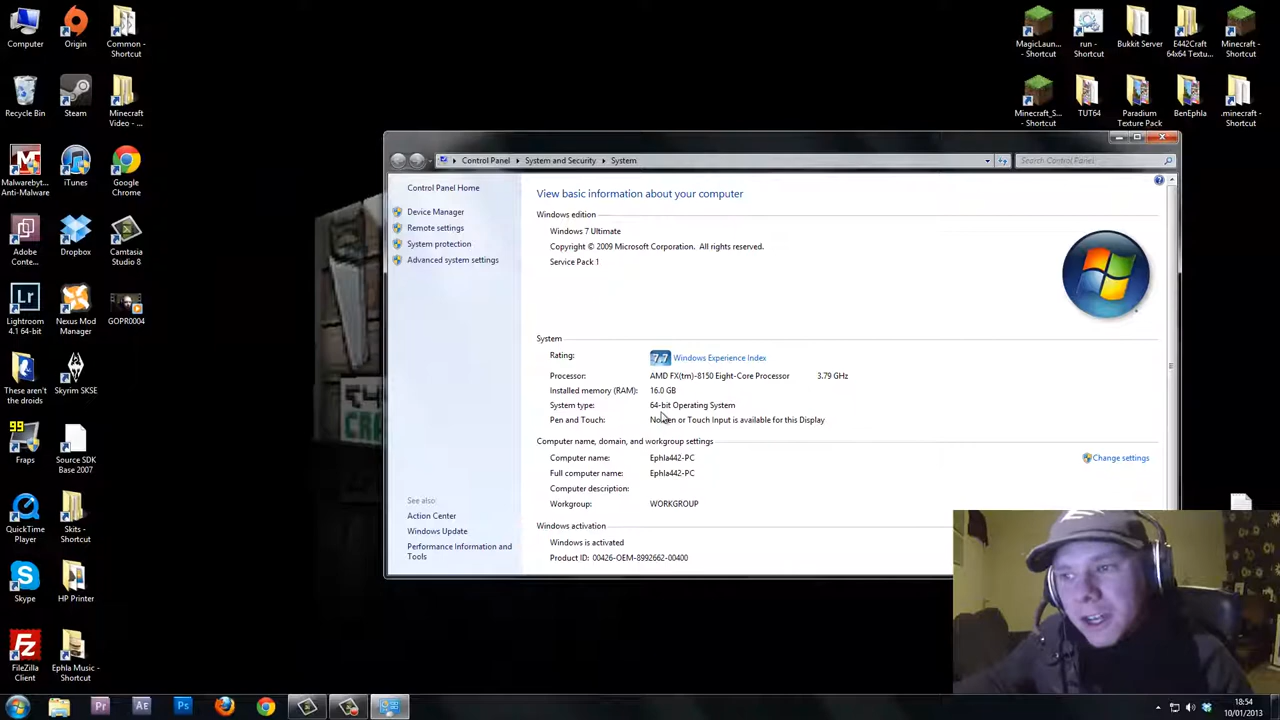 Computer
Origin
Common -
Shortcut
MagicLaun...
- Shortcut
run -
Shortcut
Bukkit Server
E442Craft
64x64 Textu...
Minecraft -
Shortcut
Recycle Bin
Steam
Minecraft
Video - ...
Minecraft_S...
- Shortcut
TUT64
Paradium
Texture Pack
BenEphla
.minecraft -
Shortcut
Control Panel
System and Security
System
Search Control Panel
Malwarebyt...
Anti-Malware
iTunes
Google
Chrome
Control Panel Home
Device Manager
Remote settings
System protection
Advanced system settings
View basic information about your computer
Windows edition
Windows 7 Ultimate
Copyright © 2009 Microsoft Corporation. All rights reserved.
Service Pack 1
Adobe
Conte...
Dropbox
Camtasia
Studio 8
Lightroom
4.1 64-bit
Nexus Mod
Manager
GOPR0004
System
Rating:
7.7
Windows Experience Index
Processor:
AMD FX(tm)-8150 Eight-Core Processor 3.79 GHz
Installed memory (RAM):
16.0 GB
System type:
64-bit Operating System
Pen and Touch:
No Pen or Touch Input is available for this Display
These aren't
the droids
Skyrim SKSE
Computer name, domain, and workgroup settings
Computer name:
Ephla442-PC
Change settings
Full computer name:
Ephla442-PC
Computer description:
Workgroup:
WORKGROUP
99
Fraps
Source SDK
Base 2007
See also
Action Center
Windows Update
Performance Information and
Tools
Windows activation
Windows is activated
Product ID: 00426-OEM-8992662-00400
QuickTime
Player
Skits -
Shortcut
Skype
HP Printer
FileZilla
Client
Ephla Music -
Shortcut
Pr
Ae
Ps
18:54
10/01/2013